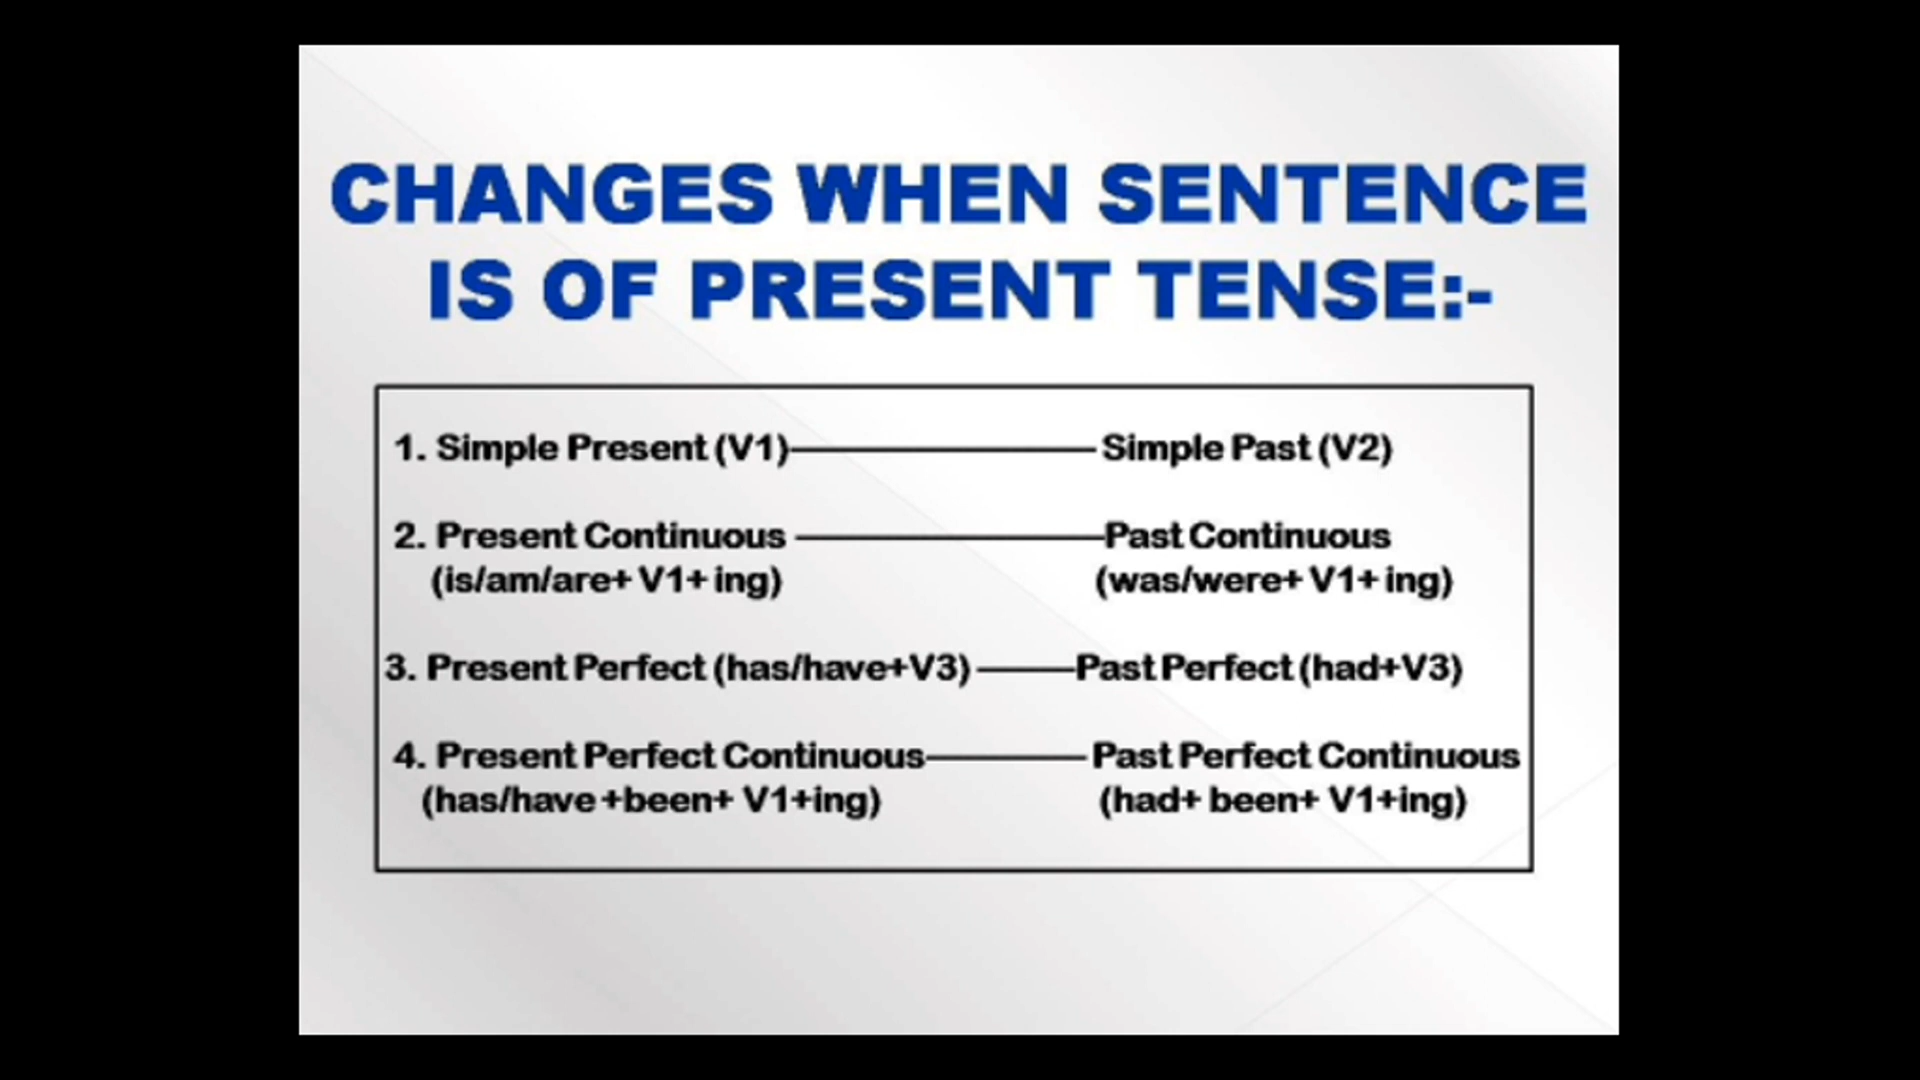 CHANGES WHEN SENTENCE
IS OF PRESENT TENSE:-
1. Simple Present (V1) Simple Past (V2)
2. Present Continuous Past Continuous
(is/am/are+ V1+ ing) (was/were+ V1+ ing)
3. Present Perfect (has/have+V3) Past Perfect (had+V3)
4. Present Perfect Continuous Past Perfect Continuous
(has/have +been+ V1+ing) (had+ been+ V1+ing)